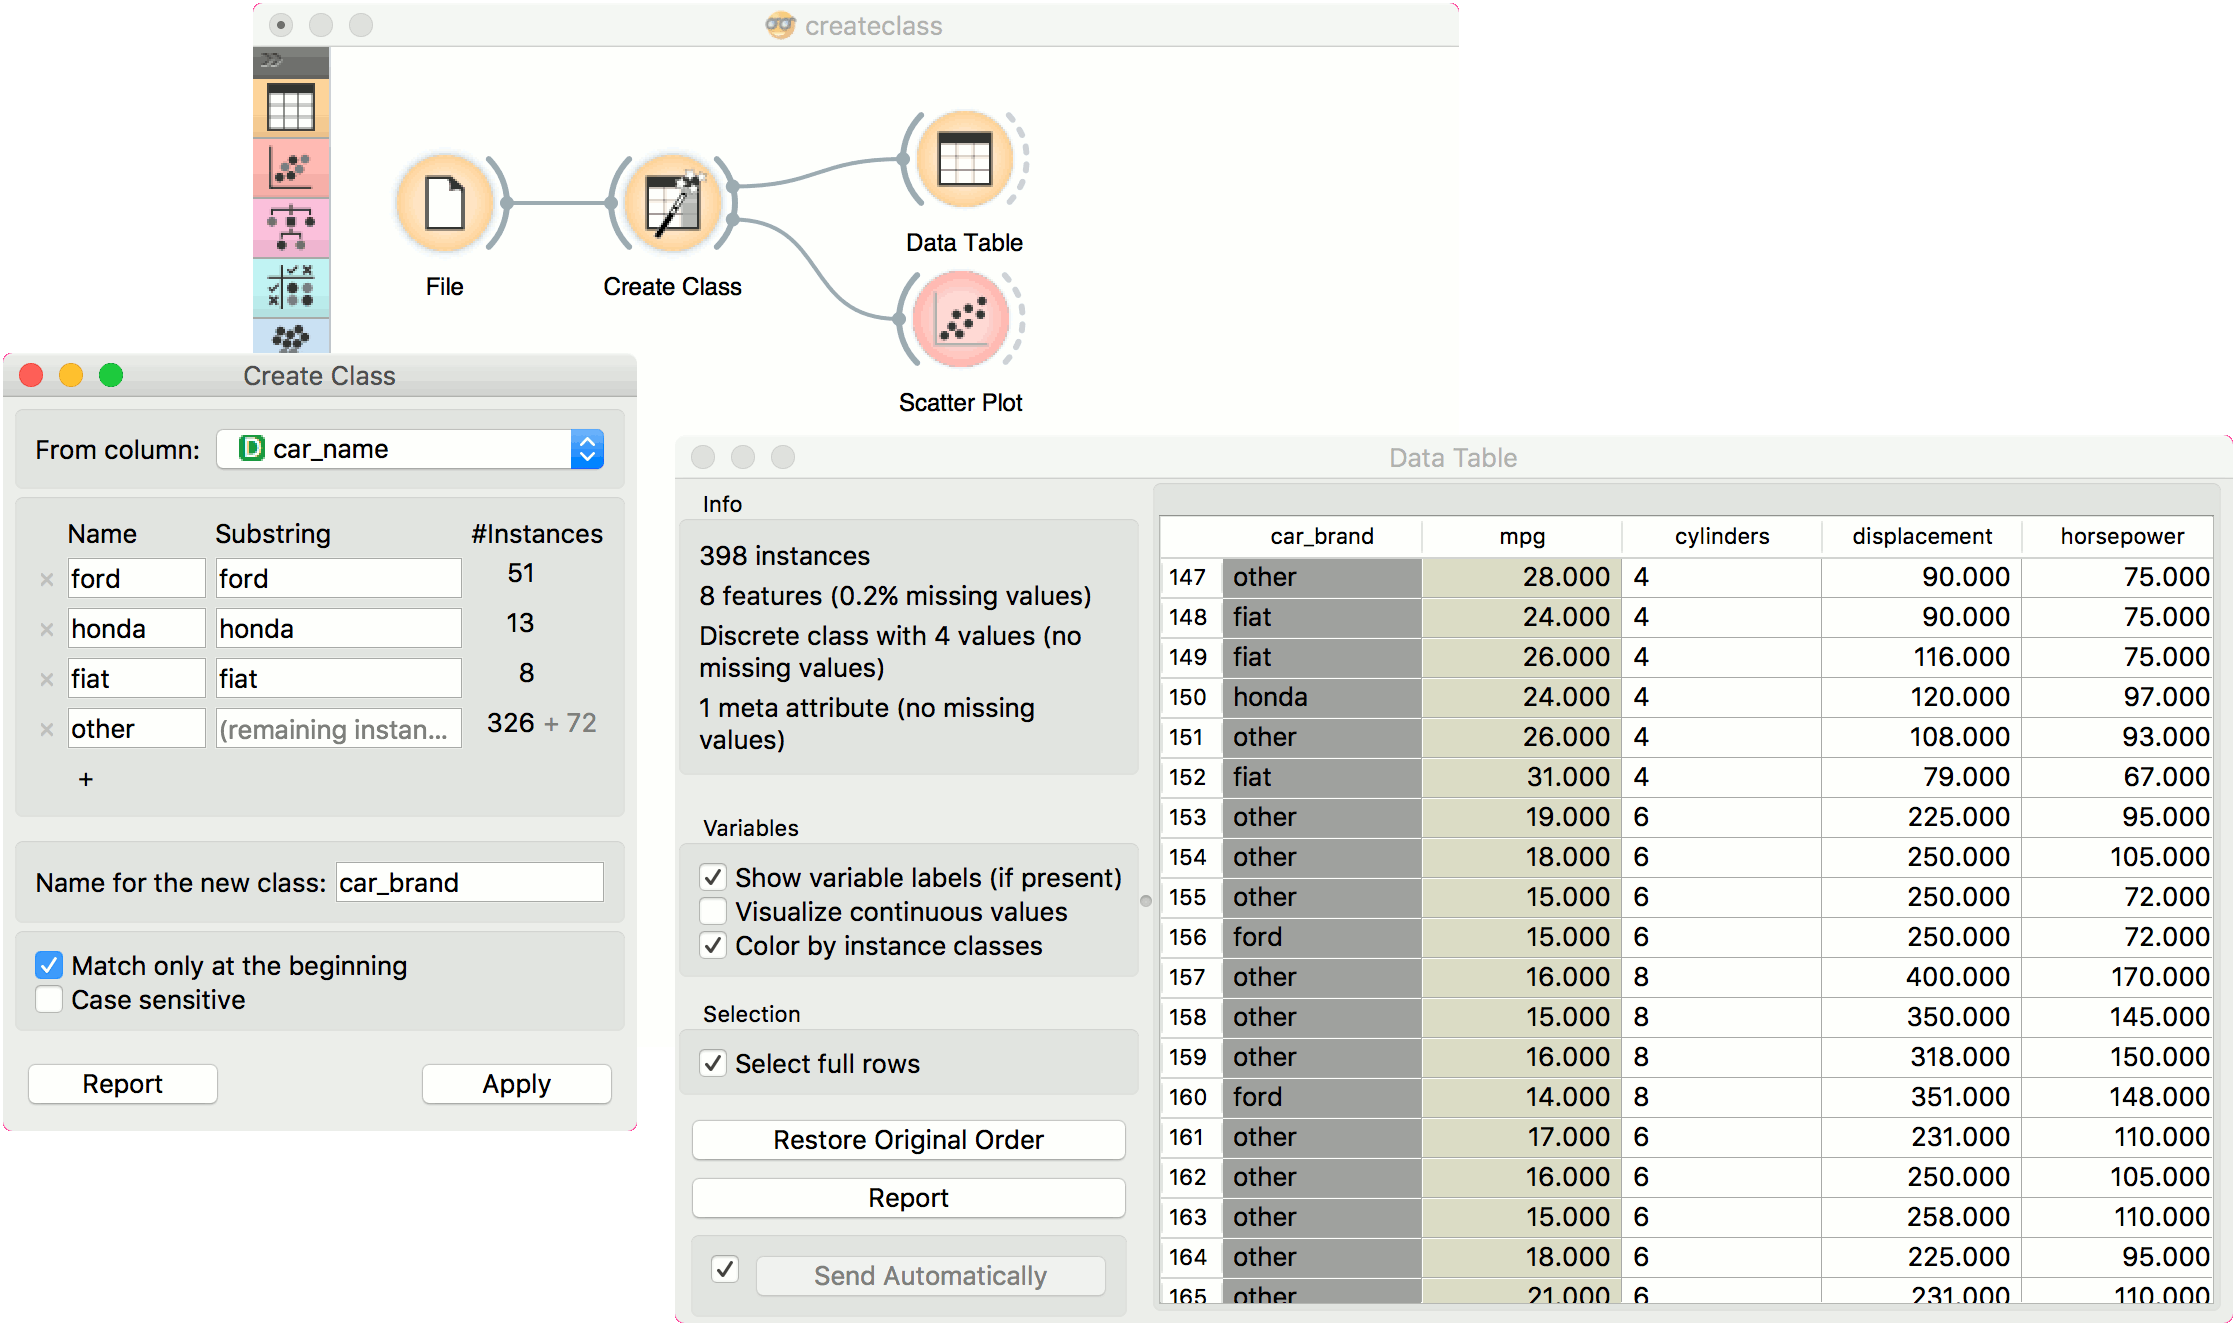 createclass
File
Create Class
Data Table
Scatter Plot
Create Class
From column:
D car_name
Name Substring #Instances
× ford ford 51
× honda honda 13
× fiat fiat 8
× other (remaining instan... 326 + 72
+
Name for the new class: car_brand
Match only at the beginning
Case sensitive
Report Apply
Data Table
Info
398 instances
8 features (0.2% missing values)
Discrete class with 4 values (no
missing values)
1 meta attribute (no missing
values)
Variables
Show variable labels (if present)
Visualize continuous values
Color by instance classes
Selection
Select full rows
Restore Original Order
Report
Send Automatically
car_brand mpg cylinders displacement horsepower
147 other 28.000 4 90.000 75.000
148 fiat 24.000 4 90.000 75.000
149 fiat 26.000 4 116.000 75.000
150 honda 24.000 4 120.000 97.000
151 other 26.000 4 108.000 93.000
152 fiat 31.000 4 79.000 67.000
153 other 19.000 6 225.000 95.000
154 other 18.000 6 250.000 105.000
155 other 15.000 6 250.000 72.000
156 ford 15.000 6 250.000 72.000
157 other 16.000 8 400.000 170.000
158 other 15.000 8 350.000 145.000
159 other 16.000 8 318.000 150.000
160 ford 14.000 8 351.000 148.000
161 other 17.000 6 231.000 110.000
162 other 16.000 6 250.000 105.000
163 other 15.000 6 258.000 110.000
164 other 18.000 6 225.000 95.000
165 other 21.000 6 231.000 110.000